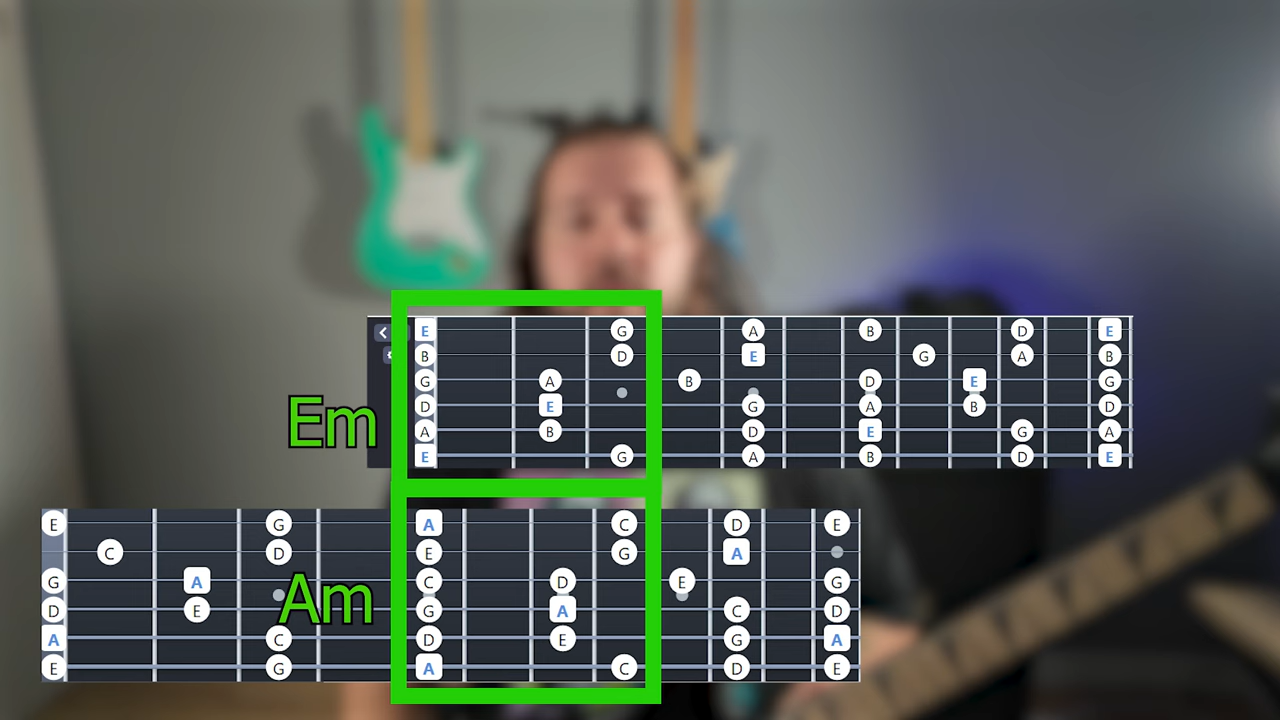 E G A B D E
B D E G A B
G A B D E G
Em
D E G A B D
A B D E G A
E G A B D E
E G A C D E
C D E G A
G A C D E G
Am
D E G A C D
A C D E G A
E G A C D E